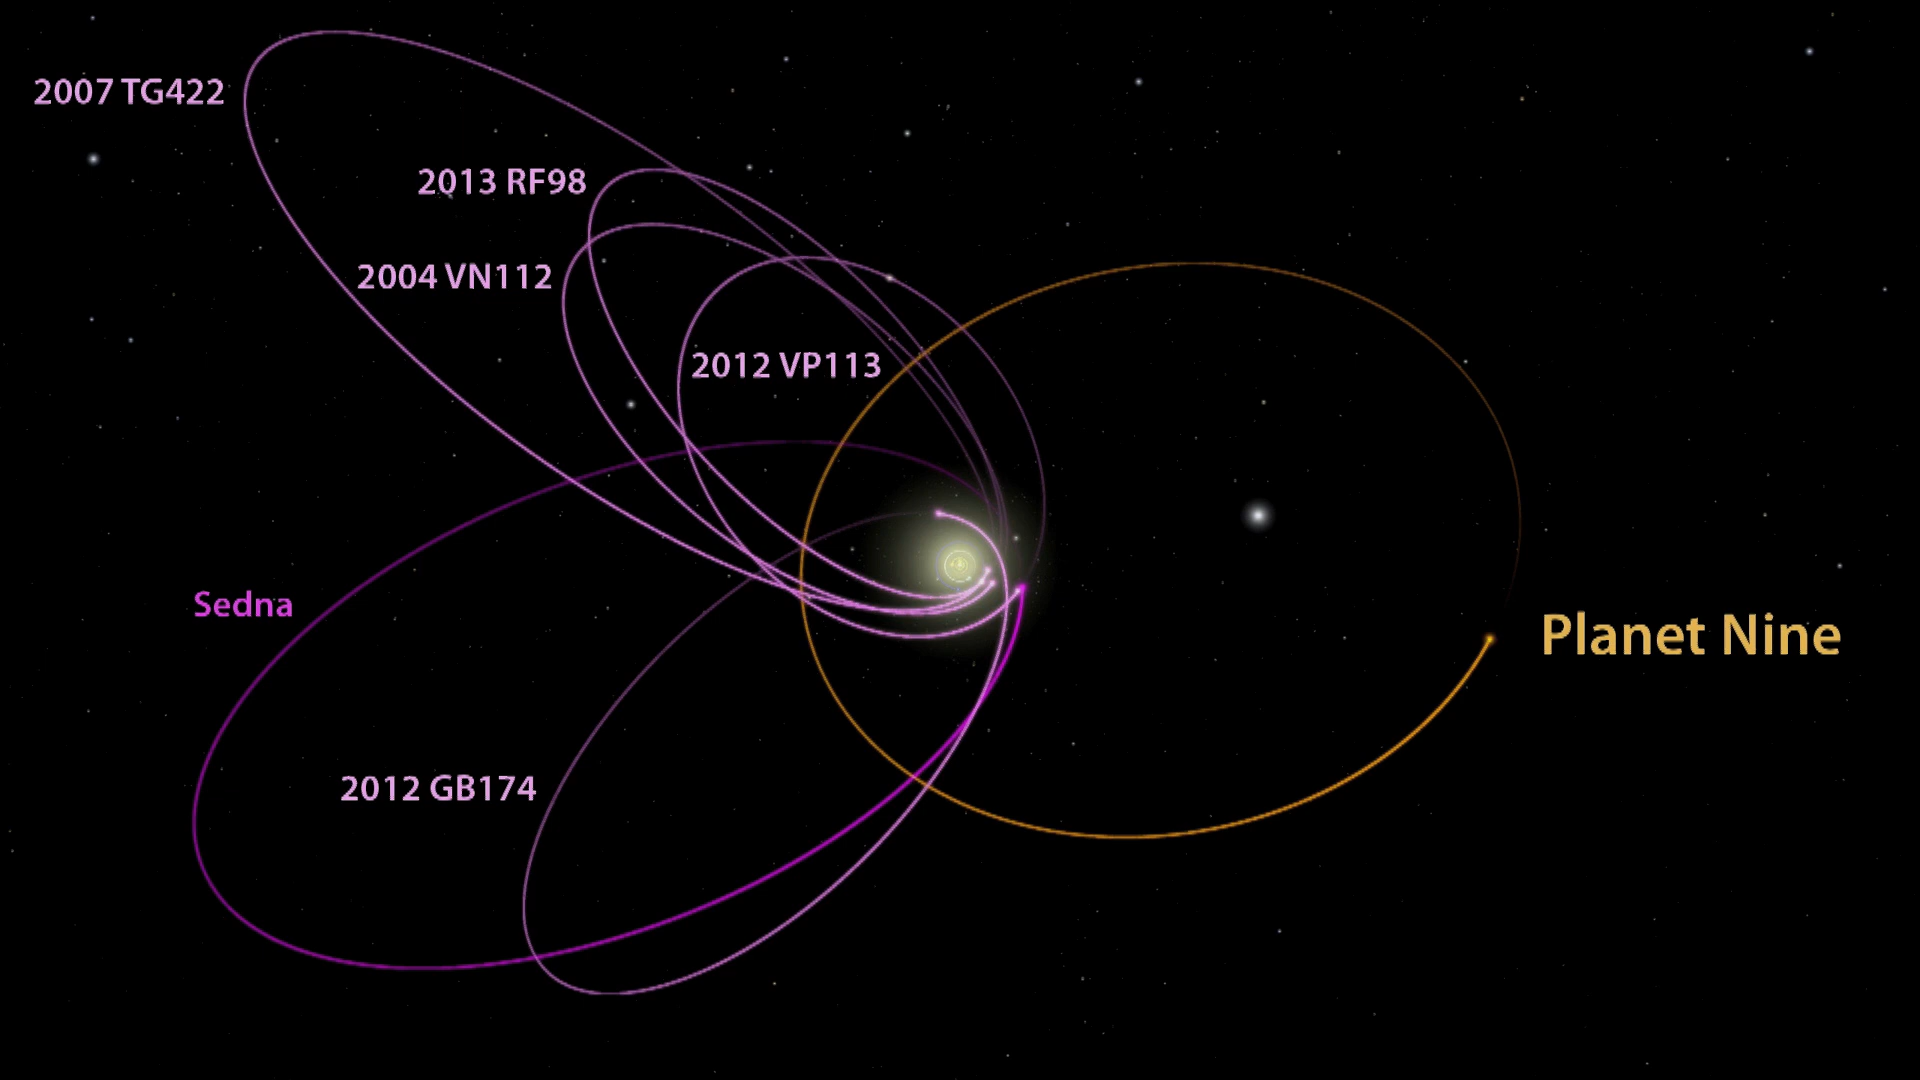 2007 TG422
2013 RF98
2004 VN112
2012 VP113
Sedna
Planet Nine
2012 GB174